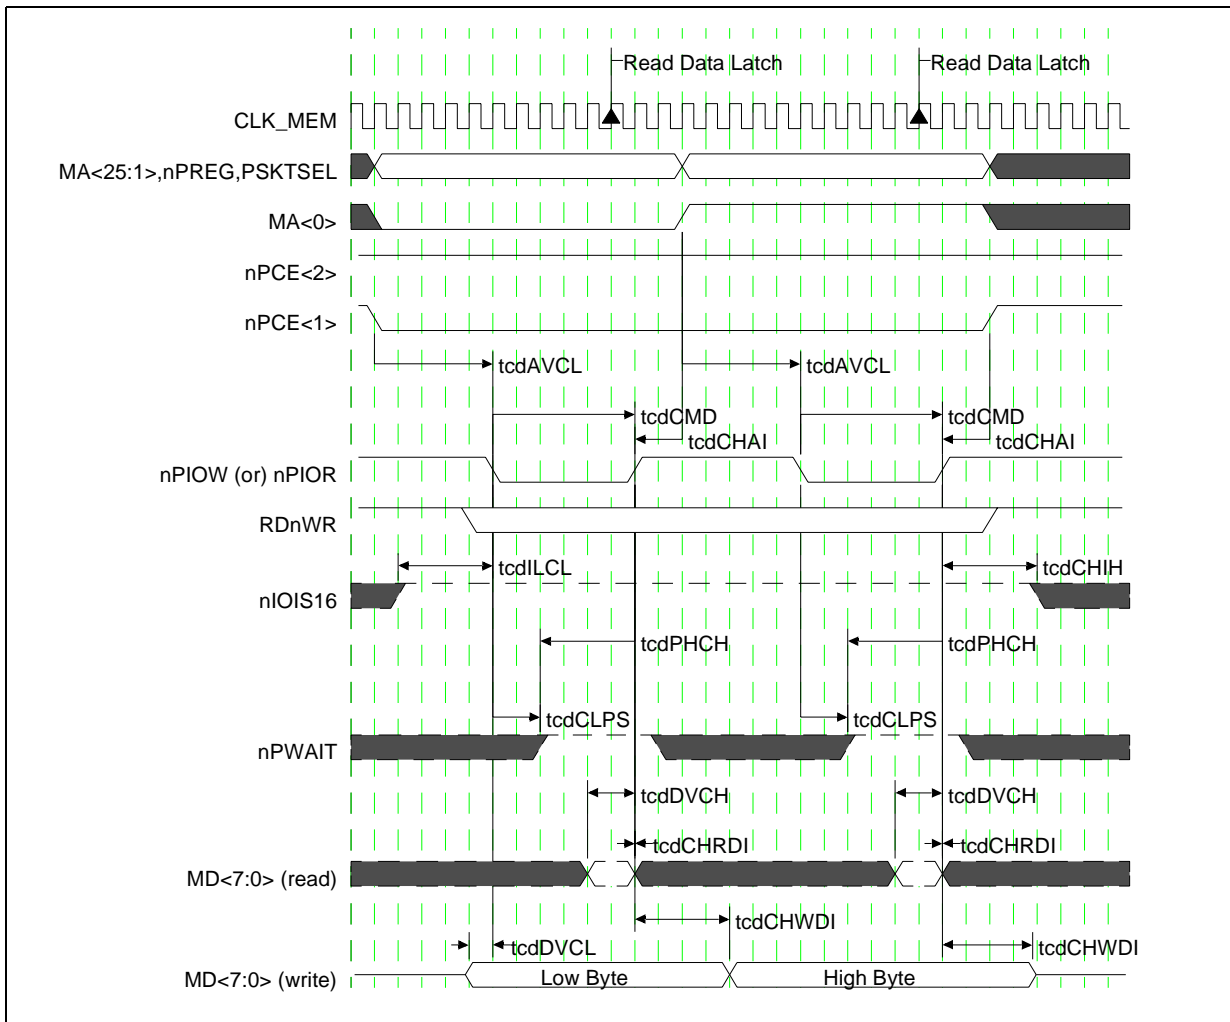 Read Data Latch Read Data Latch
CLK_MEM
MA<25:1>,nPREG,PSKTSEL
MA<0>
nPCE<2>
nPCE<1>
tcdAVCL tcdAVCL
tcdCMD tcdCMD
tcdCHAI tcdCHAI
nPIOW (or) nPIOR
RDnWR
tcdILCL tcdCHIH
nIOIS16
tcdPHCH tcdPHCH
tcdCLPS tcdCLPS
nPWAIT
tcdDVCH tcdDVCH
tcdCHRDI tcdCHRDI
MD<7:0> (read)
tcdCHWDI
tcdDVCL tcdCHWDI
MD<7:0> (write) Low Byte High Byte